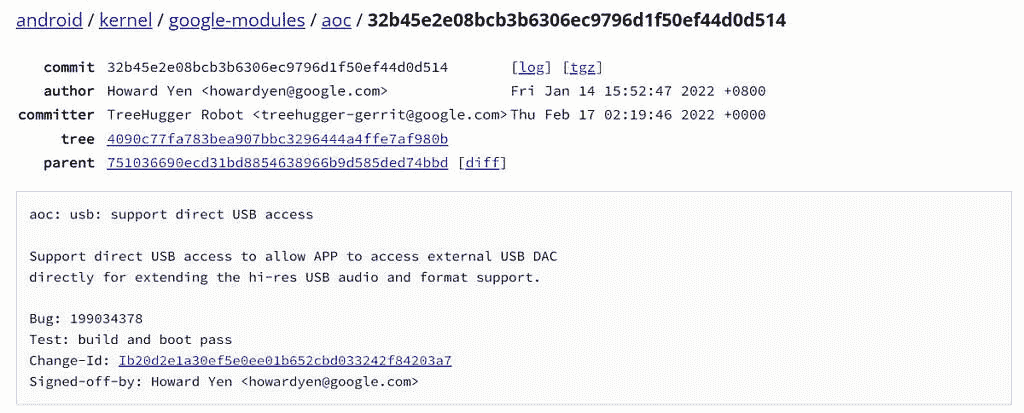 android / kernel / google-modules / aoc / 32b45e2e08bcb3b6306ec9796d1f50ef44d0d514
commit 32b45e2e08bcb3b6306ec9796d1f50ef44d0d514 [log] [tgz]
author Howard Yen <howardyen@google.com> Fri Jan 14 15:52:47 2022 +0800
committer TreeHugger Robot <treehugger-gerrit@google.com> Thu Feb 17 02:19:46 2022 +0000
tree 4090c77fa783bea907bbc3296444a4ffe7af980b
parent 751036690ecd31bd8854638966b9d585ded74bbd [diff]
aoc: usb: support direct USB access
Support direct USB access to allow APP to access external USB DAC
directly for extending the hi-res USB audio and format support.
Bug: 199034378
Test: build and boot pass
Change-Id: Ib20d2e1a30ef5e0ee01b652cbd033242f84203a7
Signed-off-by: Howard Yen <howardyen@google.com>